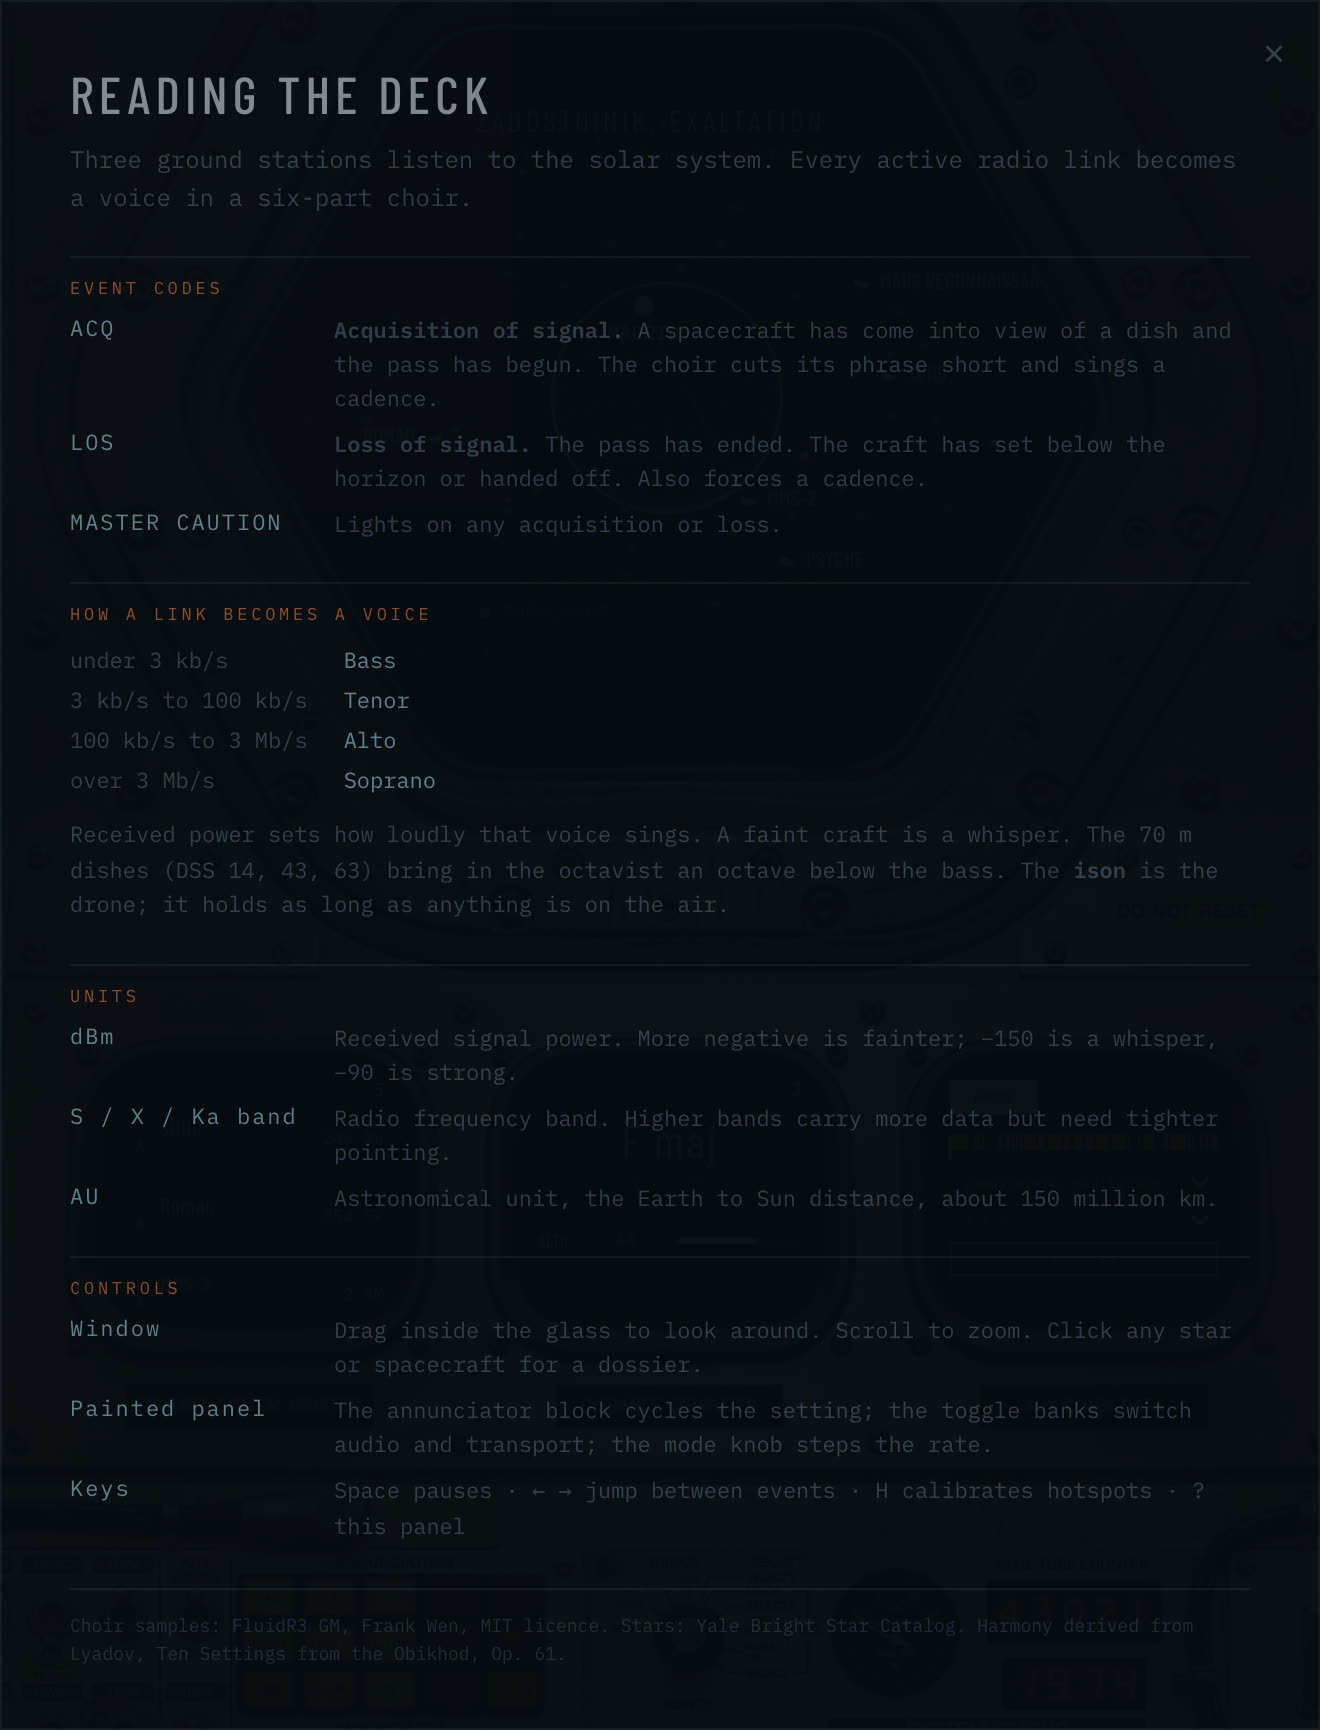 READING THE DECK
ZADOSTOINIK, EXALTATION
Three ground stations listen to the solar system. Every active radio link becomes
a voice in a six-part choir.
EVENT CODES
ACQ
Acquisition of signal. A spacecraft has come into view of a dish and
the pass has begun. The choir cuts its phrase short and sings a
cadence.
LOS
Loss of signal. The pass has ended. The craft has set below the
horizon or handed off. Also forces a cadence.
MASTER CAUTION
Lights on any acquisition or loss.
PSYCHE
HOW A LINK BECOMES A VOICE
under 3 kb/s Bass
3 kb/s to 100 kb/s Tenor
100 kb/s to 3 Mb/s Alto
over 3 Mb/s Soprano
Received power sets how loudly that voice sings. A faint craft is a whisper. The 70 m
dishes (DSS 14, 43, 63) bring in the octavist an octave below the bass. The ison is the
drone; it holds as long as anything is on the air.
DO NOT RESET
UNITS
dBm
Received signal power. More negative is fainter; −150 is a whisper,
−90 is strong.
S / X / Ka band
Radio frequency band. Higher bands carry more data but need tighter
pointing.
F maj
AU
Astronomical unit, the Earth to Sun distance, about 150 million km.
ROMAN
ALTO
CONTROLS
Window
Drag inside the glass to look around. Scroll to zoom. Click any star
or spacecraft for a dossier.
Painted panel
The annunciator block cycles the setting; the toggle banks switch
audio and transport; the mode knob steps the rate.
Keys
Space pauses · ← → jump between events · H calibrates hotspots · ?
this panel
Choir samples: FluidR3 GM, Frank Wen, MIT licence. Stars: Yale Bright Star Catalog. Harmony derived from
Lyadov, Ten Settings from the Obikhod, Op. 61.